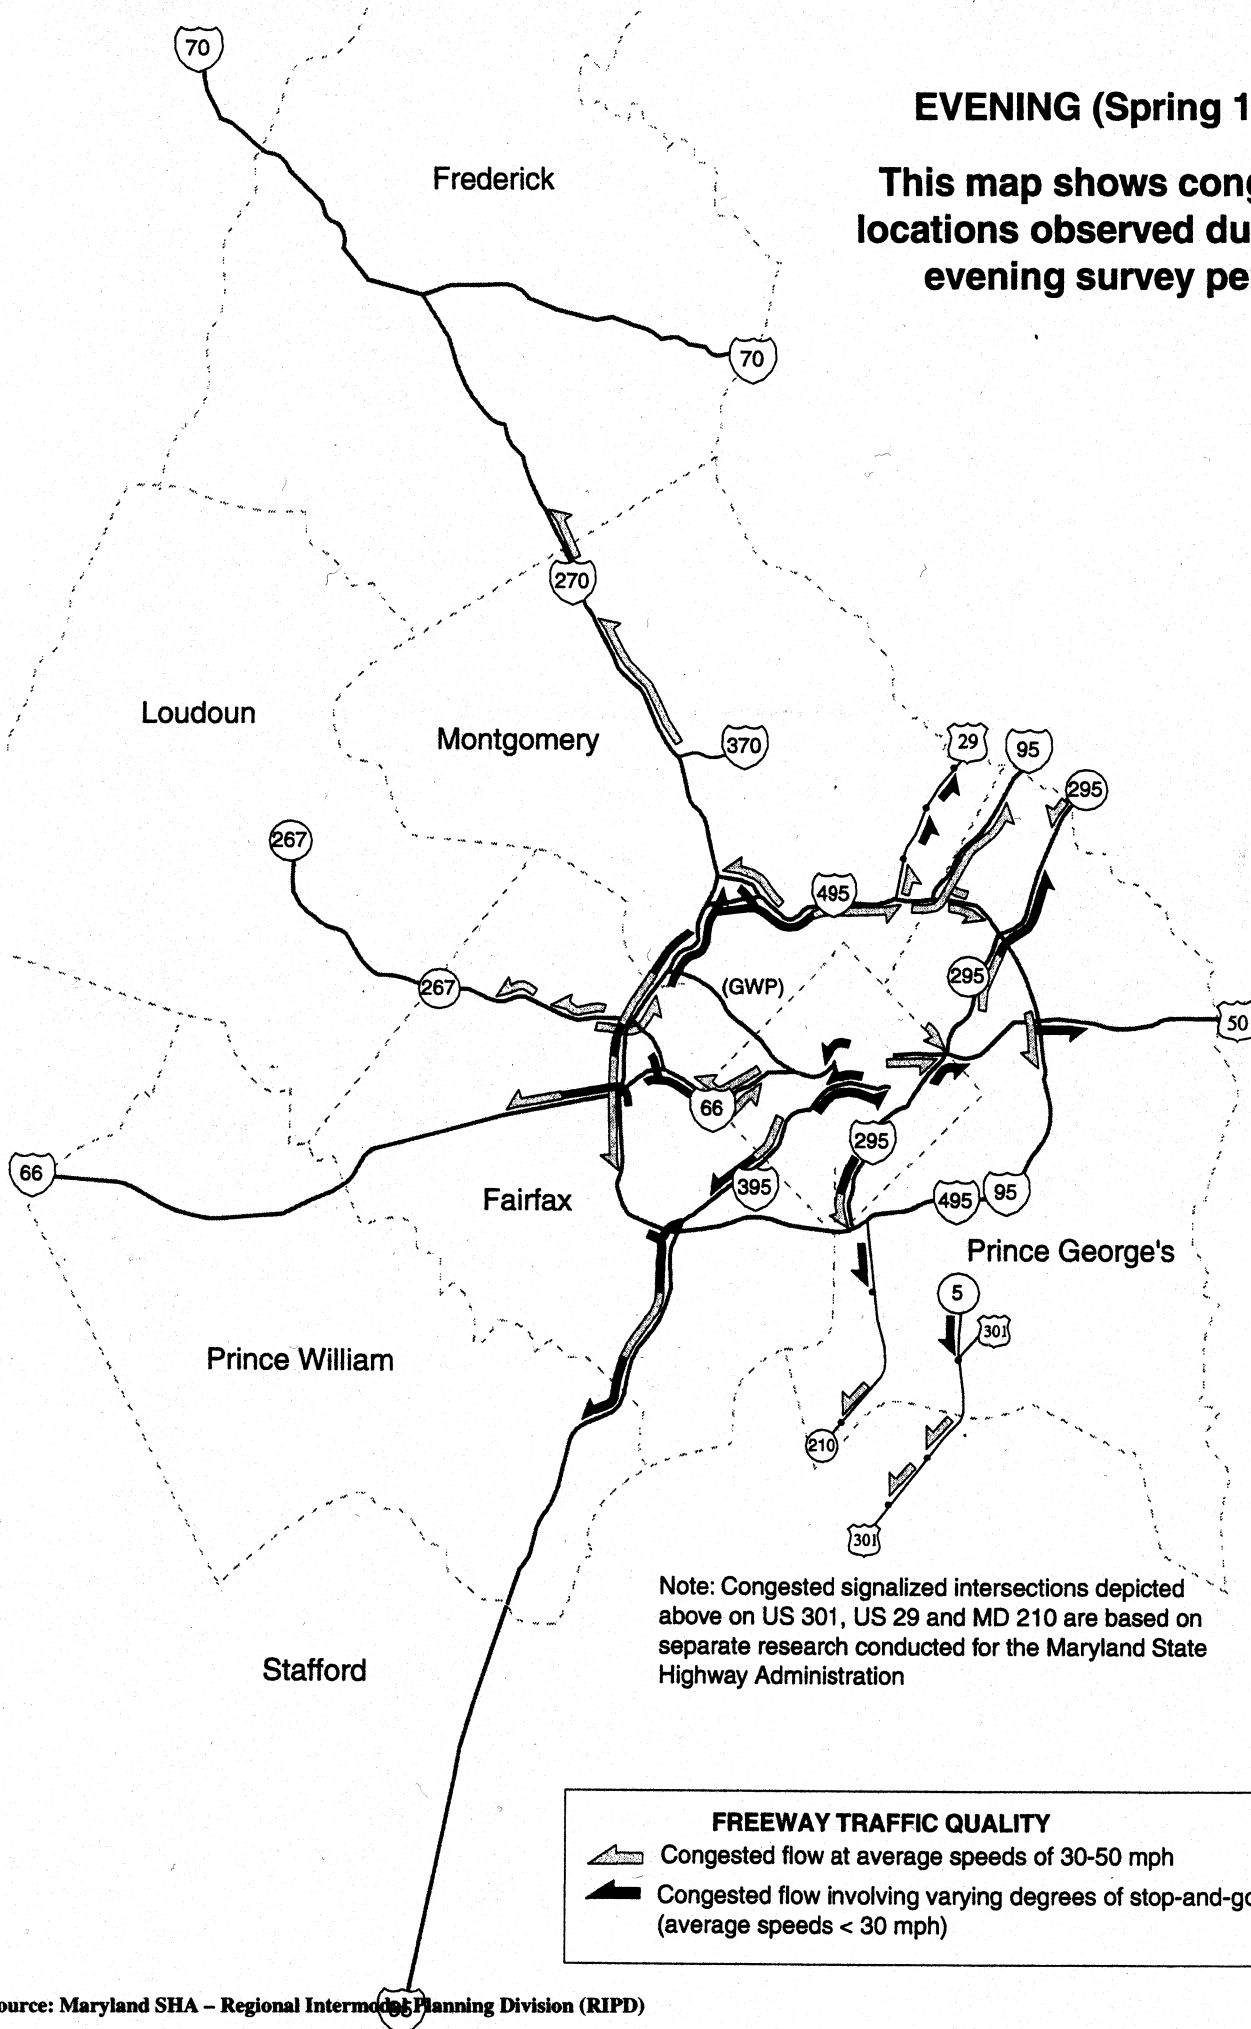 70
EVENING (Spring 1
Frederick
This map shows cong
locations observed du
evening survey pe
70
270
Loudoun
Montgomery
370
29
95
295
267
495
267
295
(GWP)
50
66
66
295
Fairfax
395
495
95
Prince George's
5
301
Prince William
210
301
Note: Congested signalized intersections depicted
above on US 301, US 29 and MD 210 are based on
separate research conducted for the Maryland State
Highway Administration
Stafford
FREEWAY TRAFFIC QUALITY
Congested flow at average speeds of 30-50 mph
Congested flow involving varying degrees of stop-and-go
(average speeds < 30 mph)
ource: Maryland SHA – Regional Intermodal Planning Division (RIPD)
95